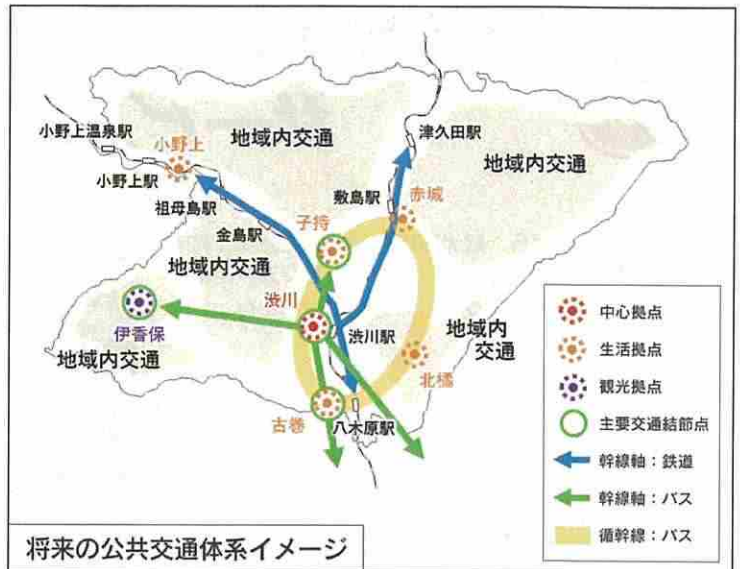 津久田駅
小野上温泉駅
小野上
地域内交通
地域内交通
小野上駅
祖母島駅
敷島駅
赤城
子持
金島駅
地域内交通
渋川
渋川駅
伊香保
地域内交通
地域内
交通
北橘
古巻
八木原駅
中心拠点
生活拠点
観光拠点
主要交通結節点
幹線軸：鉄道
幹線軸：バス
循幹線：バス
将来の公共交通体系イメージ